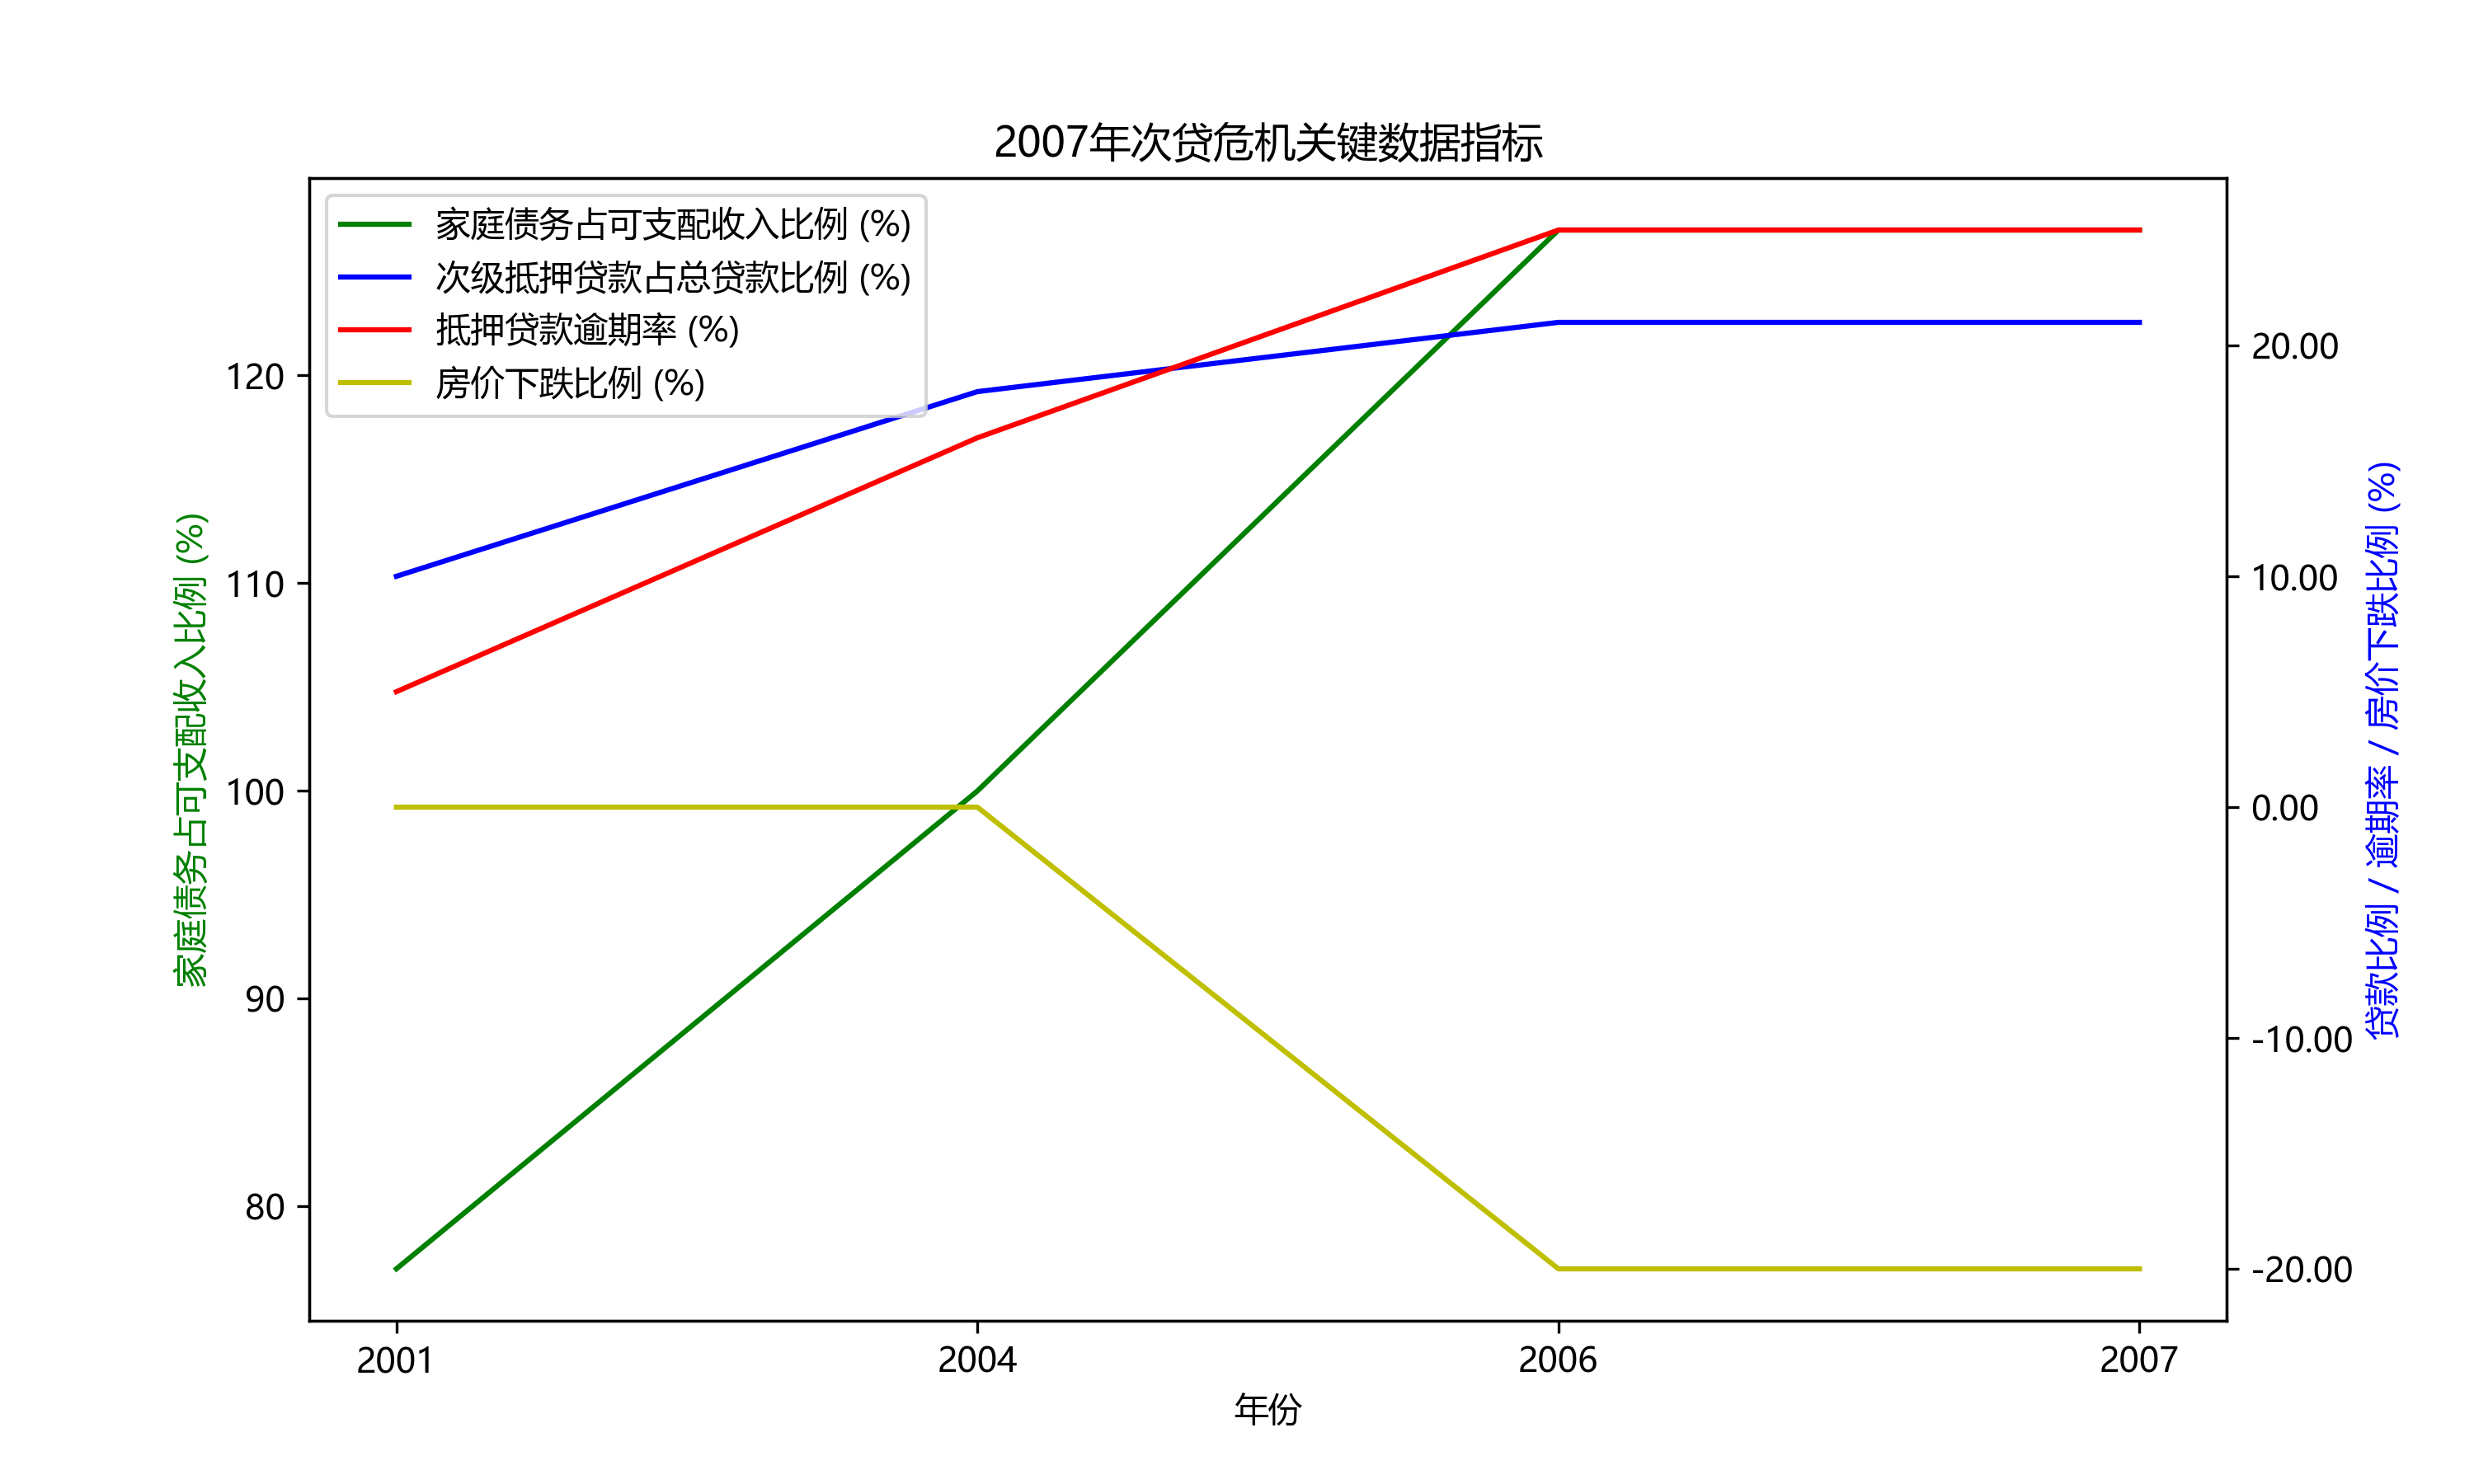 2007年次贷危机关键数据指标
家庭债务占可支配收入比例 (%)
次级抵押贷款占总贷款比例 (%)
抵押贷款逾期率 (%)
房价下跌比例 (%)
家庭债务占可支配收入比例 (%)
120
110
100
90
80
20.00
10.00
0.00
-10.00
-20.00
贷款比例 / 逾期率 / 房价下跌比例 (%)
2001
2004
2006
2007
年份